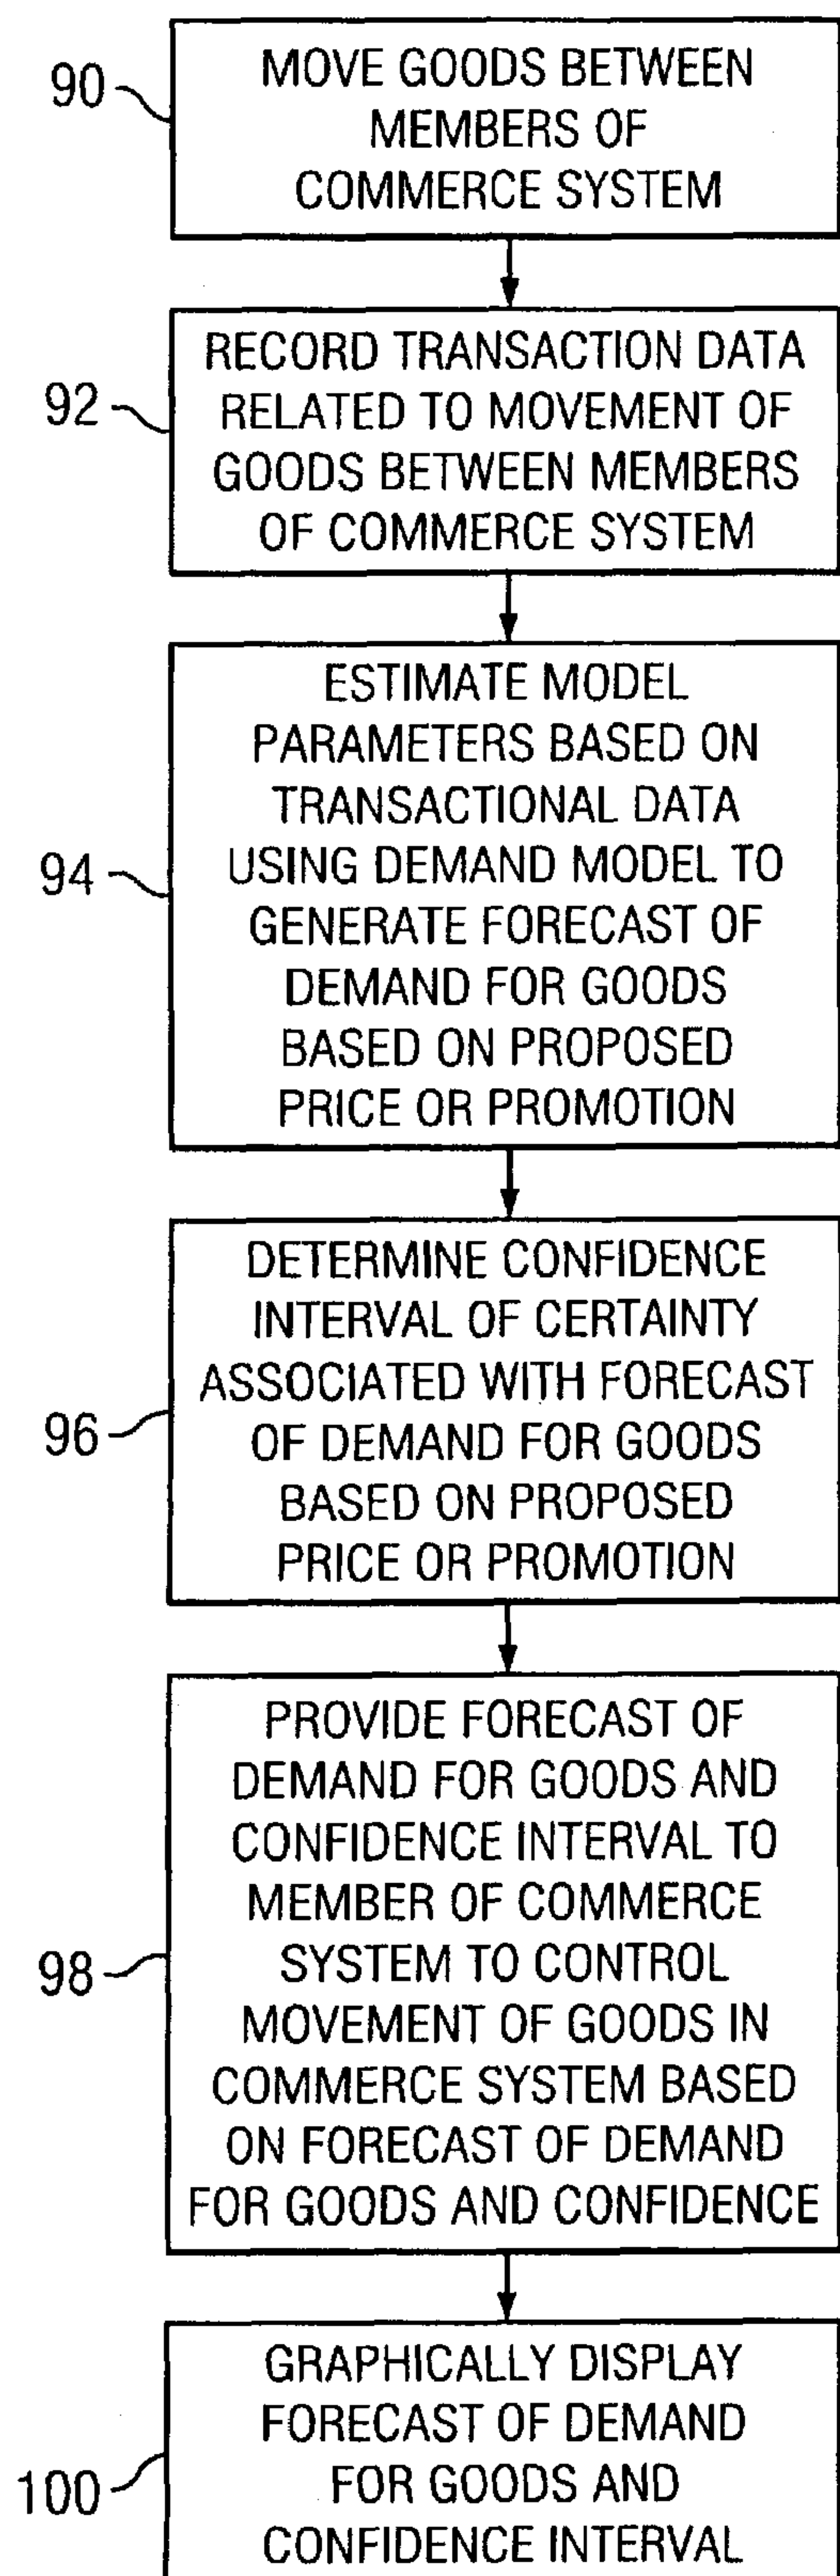 90
MOVE GOODS BETWEEN
MEMBERS OF
COMMERCE SYSTEM
92
RECORD TRANSACTION DATA
RELATED TO MOVEMENT OF
GOODS BETWEEN MEMBERS
OF COMMERCE SYSTEM
94
ESTIMATE MODEL
PARAMETERS BASED ON
TRANSACTIONAL DATA
USING DEMAND MODEL TO
GENERATE FORECAST OF
DEMAND FOR GOODS
BASED ON PROPOSED
PRICE OR PROMOTION
96
DETERMINE CONFIDENCE
INTERVAL OF CERTAINTY
ASSOCIATED WITH FORECAST
OF DEMAND FOR GOODS
BASED ON PROPOSED
PRICE OR PROMOTION
98
PROVIDE FORECAST OF
DEMAND FOR GOODS AND
CONFIDENCE INTERVAL TO
MEMBER OF COMMERCE
SYSTEM TO CONTROL
MOVEMENT OF GOODS IN
COMMERCE SYSTEM BASED
ON FORECAST OF DEMAND
FOR GOODS AND CONFIDENCE
100
GRAPHICALLY DISPLAY
FORECAST OF DEMAND
FOR GOODS AND
CONFIDENCE INTERVAL